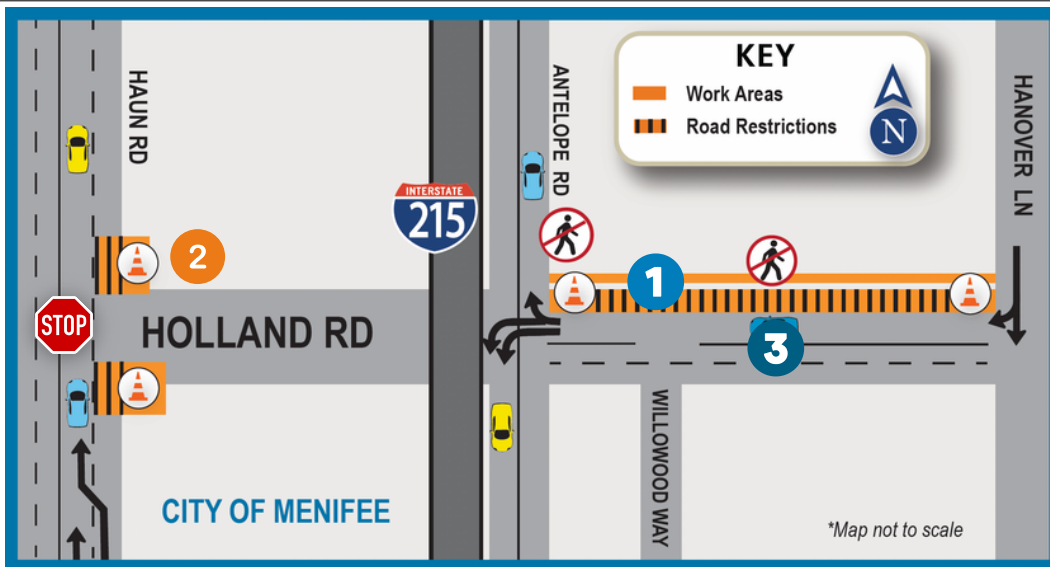 KEY
Work Areas
Road Restrictions
N
HAUN RD
ANTELOPE RD
HANOVER LN
INTERSTATE
215
2
1
STOP
HOLLAND RD
3
WILLOWOOD WAY
CITY OF MENIFEE
*Map not to scale